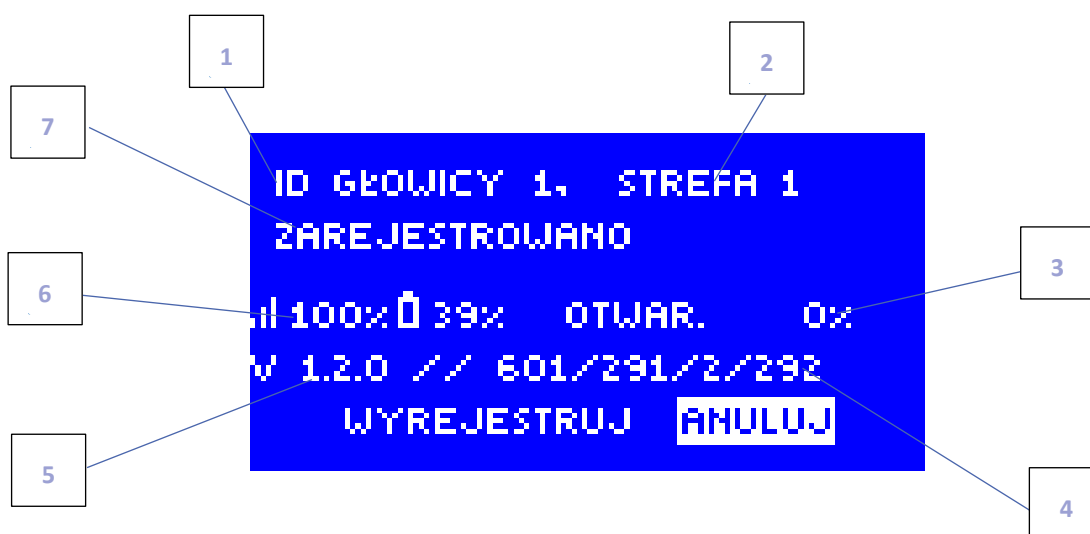 1
2
7
ID GŁOWICY 1, STREFA 1
ZAREJESTROWANO
3
6
100% 39% OTWAR. 0%
V 1.2.0 // 601/291/2/292
WYREJESTRUJ ANULUJ
5
4